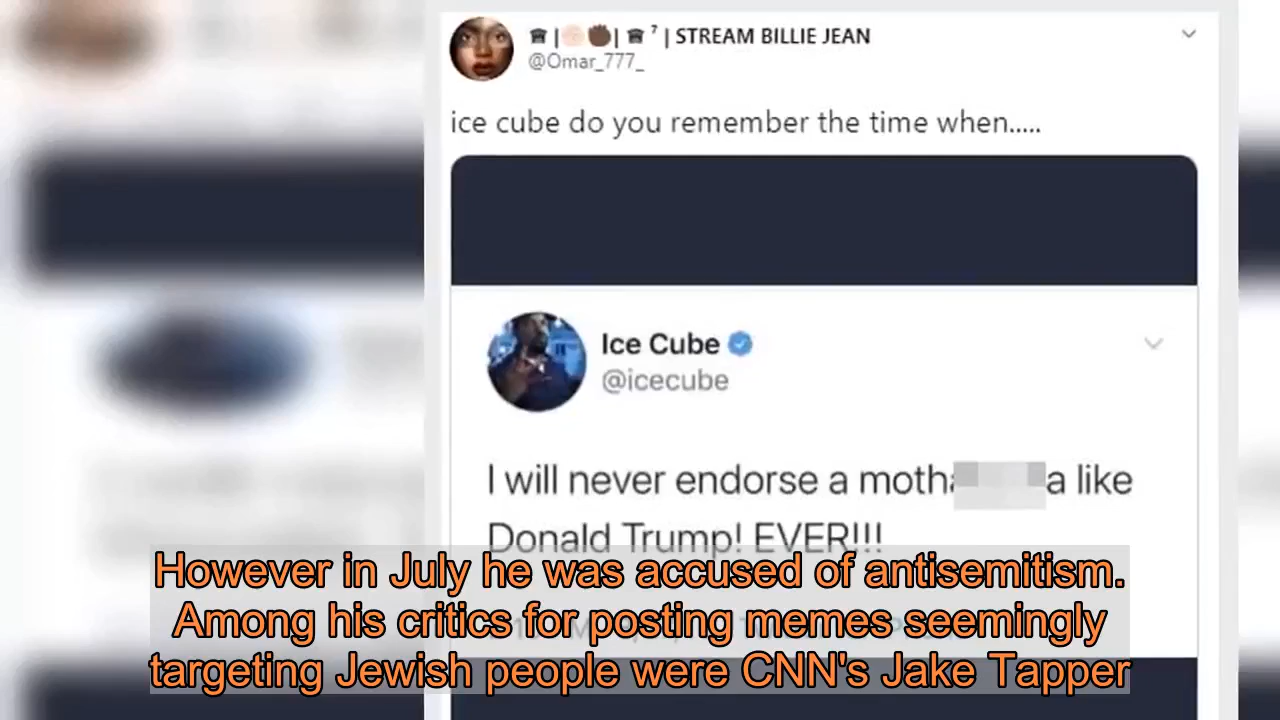 ☎ |✊🏻✊🏿| ☎ ⁷ | STREAM BILLIE JEAN
@Omar_777_
ice cube do you remember the time when.....
Ice Cube
@icecube
I will never endorse a motha a like
Donald Trump! EVER!!!
However in July he was accused of antisemitism.
Among his critics for posting memes seemingly
targeting Jewish people were CNN's Jake Tapper